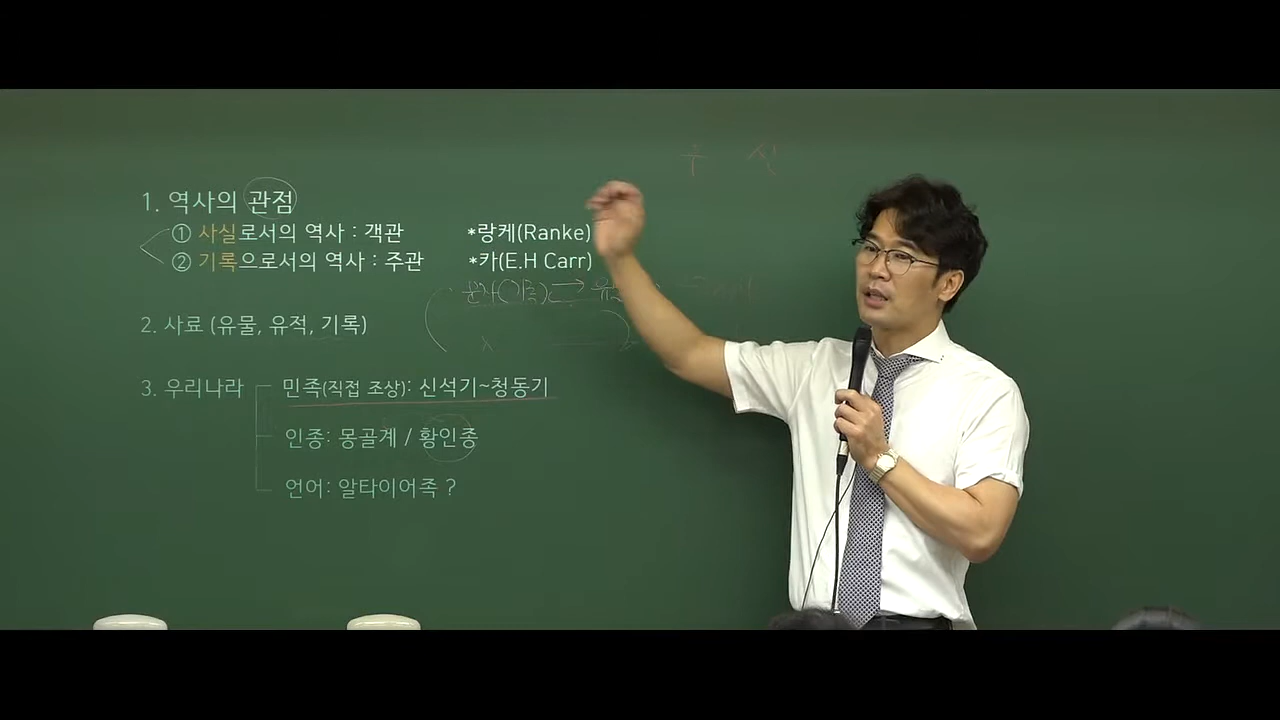 우 신
1. 역사의 관점
① 사실로서의 역사 : 객관 *랑케(Ranke)
② 기록으로서의 역사 : 주관 *카(E.H Carr)
2. 사료 (유물, 유적, 기록)
3. 우리나라 민족(직접 조상): 신석기~청동기
인종: 몽골계 / 황인종
언어: 알타이어족 ?